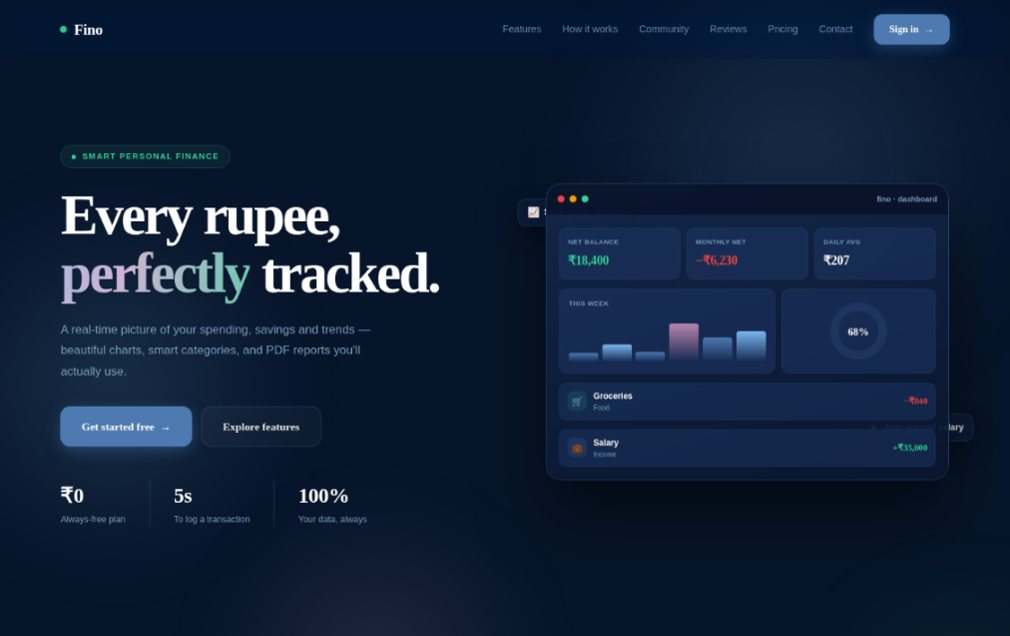 Fino
Features How it works Community Reviews Pricing Contact Sign in →
SMART PERSONAL FINANCE
Every rupee,
perfectly tracked.
A real-time picture of your spending, savings and trends —
beautiful charts, smart categories, and PDF reports you'll
actually use.
Get started free →
Explore features
₹0
Always-free plan
5s
To log a transaction
100%
Your data, always
fino · dashboard
NET BALANCE
₹18,400
MONTHLY NET
−₹6,230
DAILY AVG
₹207
THIS WEEK
68%
Groceries
Food
−₹840
Salary
Income
+₹35,000